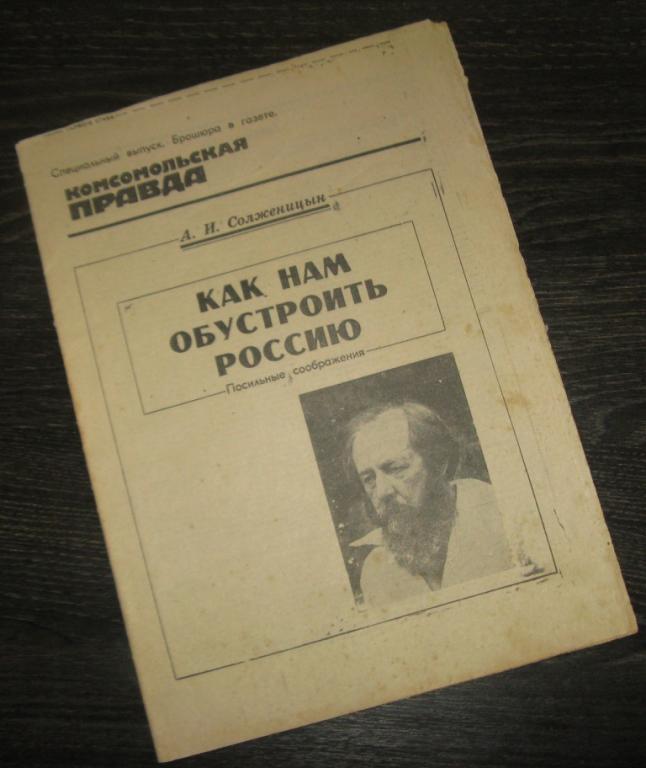 Специальный выпуск. Брошюра в газете.
КОМСОМОЛЬСКАЯ
ПРАВДА
А. И. Солженицын
КАК НАМ
ОБУСТРОИТЬ
РОССИЮ
Посильные соображения